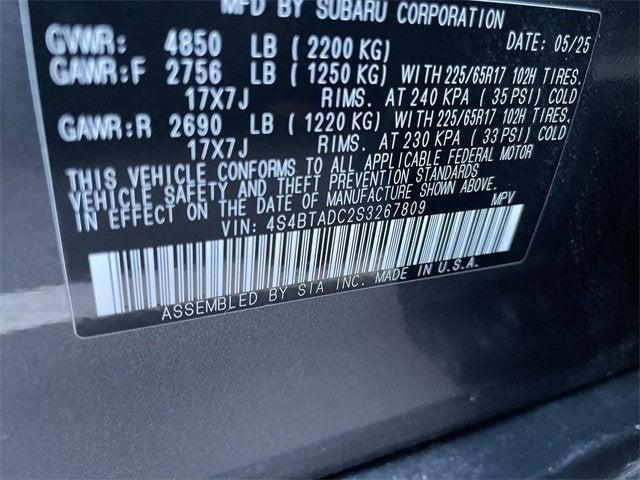 MFD BY SUBARU CORPORATION
GVWR: 4850 LB ( 2200 KG) DATE: 05/25
GAWR:F 2756 LB ( 1250 KG) WITH 225/65R17 102H TIRES.
17X7J RIMS. AT 240 KPA ( 35 PSI) COLD
GAWR:R 2690 LB ( 1220 KG) WITH 225/65R17 102H TIRES.
17X7J RIMS. AT 230 KPA ( 33 PSI) COLD
THIS VEHICLE CONFORMS TO ALL APPLICABLE FEDERAL MOTOR
VEHICLE SAFETY AND THEFT PREVENTION STANDARDS
IN EFFECT ON THE DATE OF MANUFACTURE SHOWN ABOVE.
VIN: 4S4BTADC2S3267809 MPV
ASSEMBLED BY SIA INC. MADE IN U.S.A.